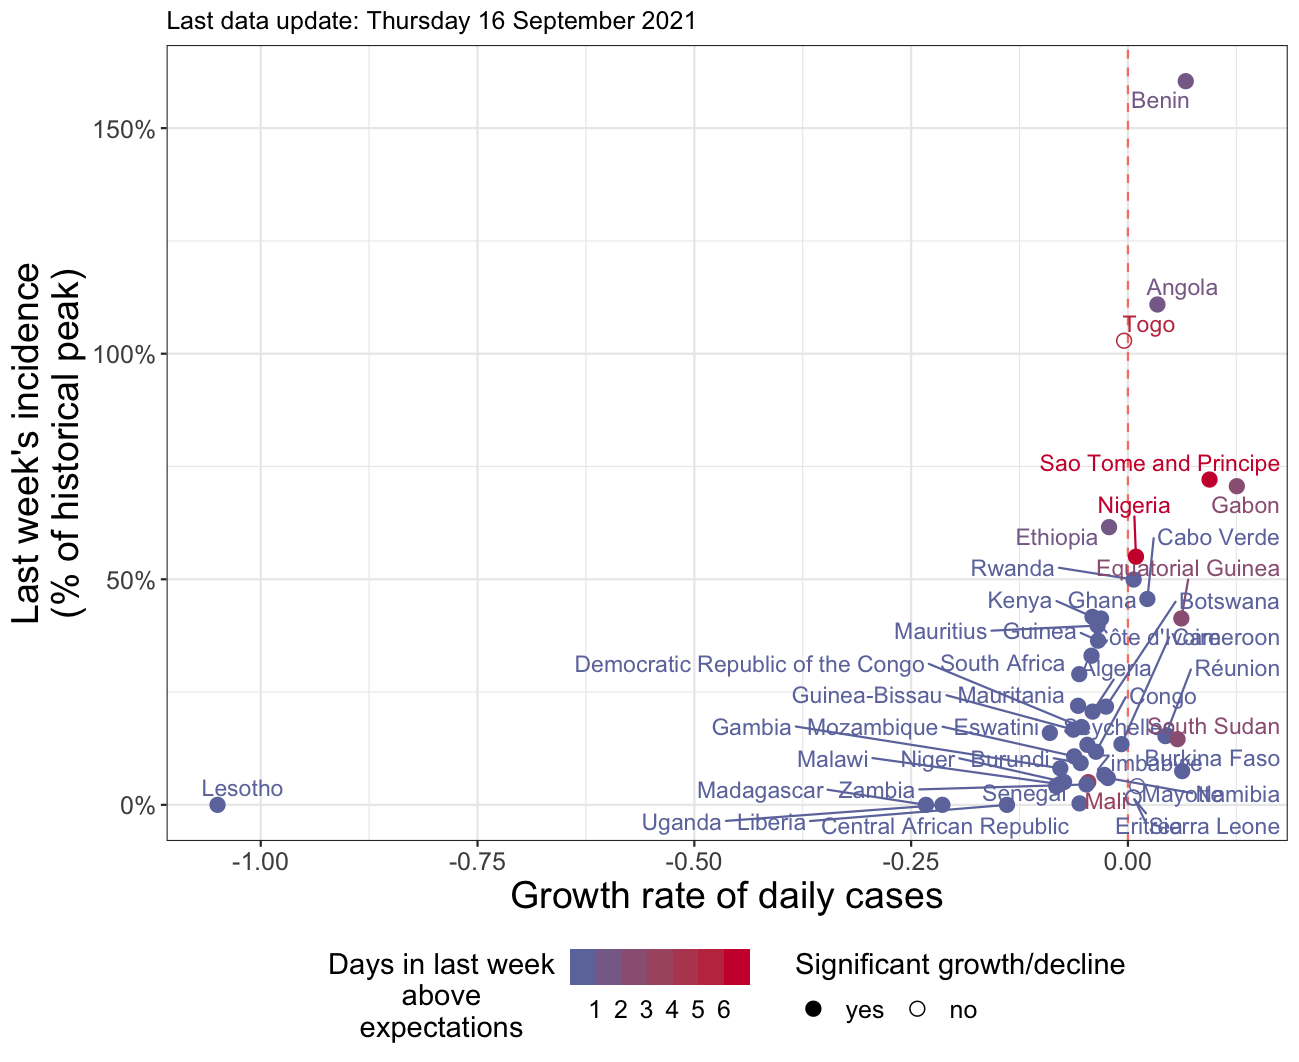 Last data update: Thursday 16 September 2021
Last week's incidence
(% of historical peak)
150%
100%
50%
0%
Benin
Angola
Togo
Sao Tome and Principe
Nigeria
Gabon
Ethiopia
Cabo Verde
Rwanda
Equatorial Guinea
Kenya
Ghana
Botswana
Mauritius
Guinea
Côte d'Ivoire
Cameroon
Democratic Republic of the Congo
South Africa
Algeria
Réunion
Guinea-Bissau
Mauritania
Congo
Gambia
Mozambique
Eswatini
Seychelles
South Sudan
Malawi
Niger
Burundi
Zimbabwe
Burkina Faso
Lesotho
Madagascar
Zambia
Senegal
Mali
Mayotte
Namibia
Uganda
Liberia
Central African Republic
Eritrea
Sierra Leone
-1.00
-0.75
-0.50
-0.25
0.00
Growth rate of daily cases
Days in last week
above
expectations
1 2 3 4 5 6
Significant growth/decline
yes
no